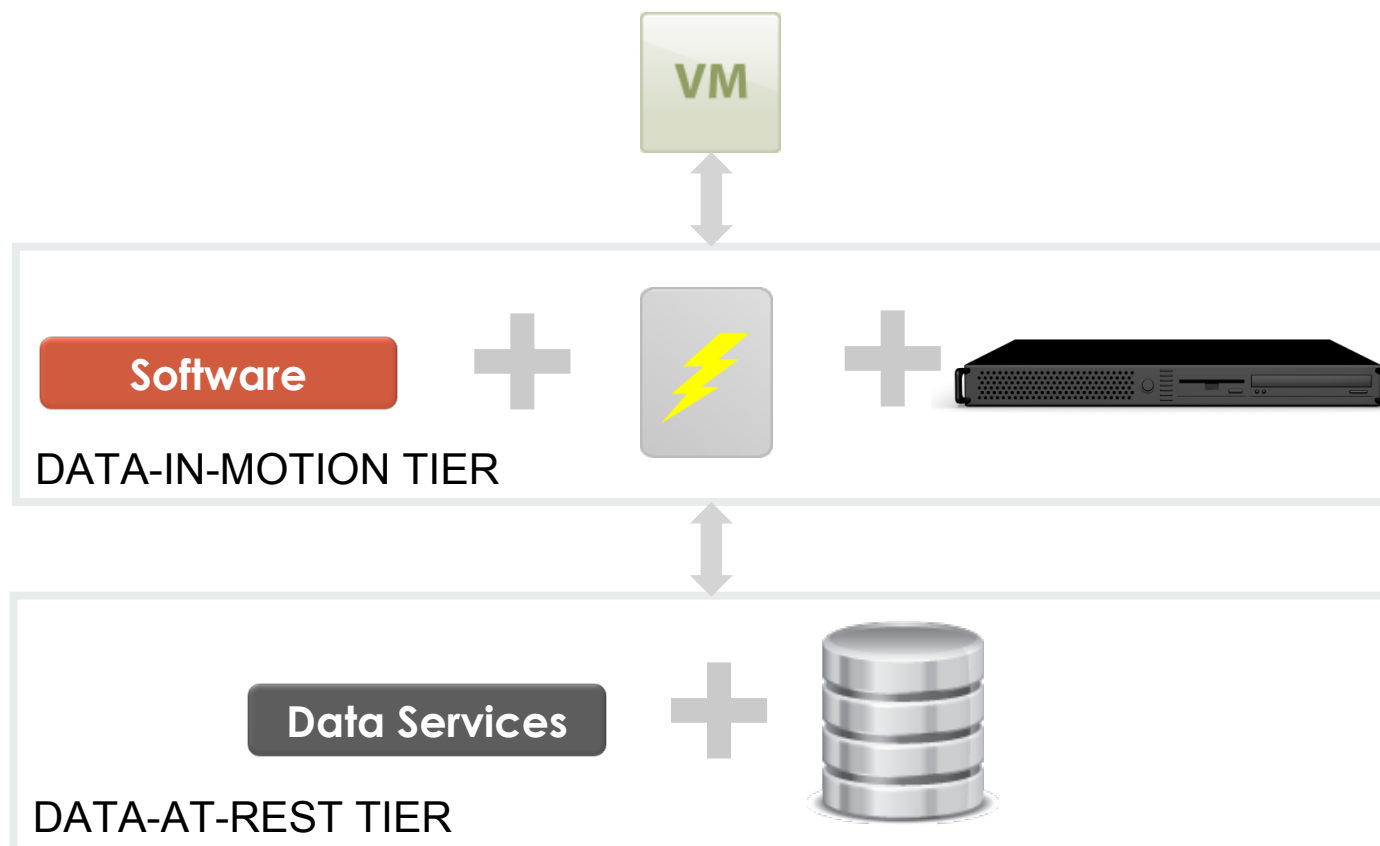 VM
Software
DATA-IN-MOTION TIER
Data Services
DATA-AT-REST TIER